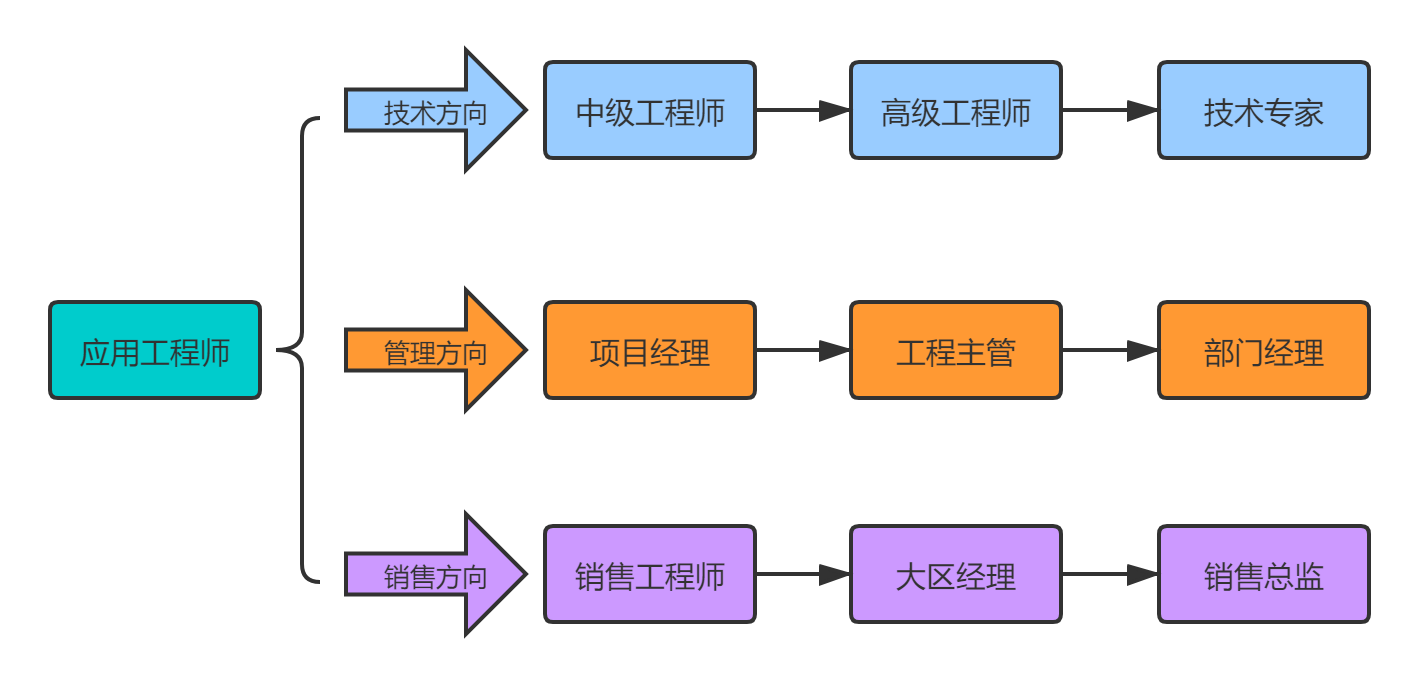 技术方向
中级工程师
高级工程师
技术专家
应用工程师
管理方向
项目经理
工程主管
部门经理
销售方向
销售工程师
大区经理
销售总监